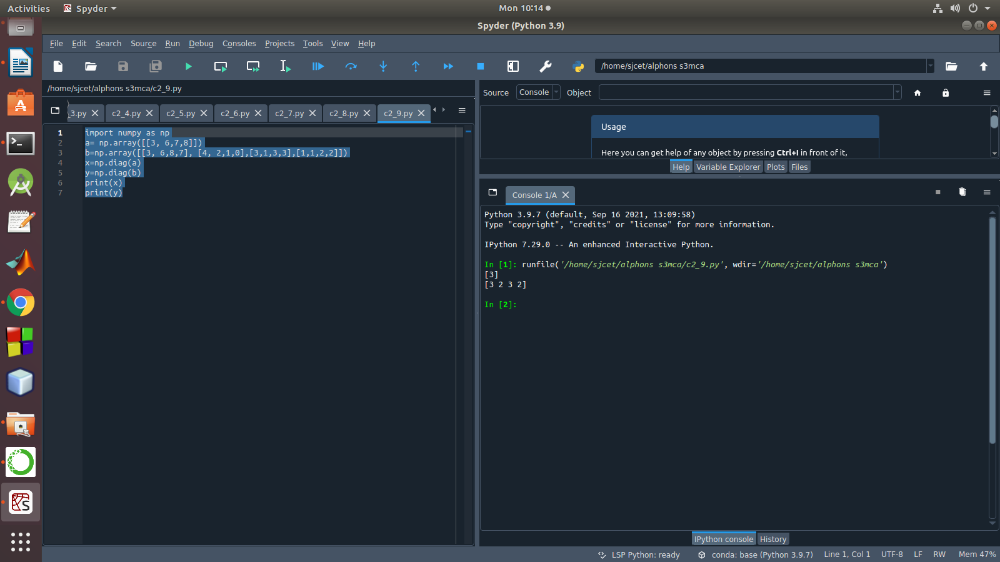 Activities Spyder Mon 10:14
Spyder (Python 3.9)
File Edit Search Source Run Debug Consoles Projects Tools View Help
/home/sjcet/alphons s3mca
/home/sjcet/alphons s3mca/c2_9.py
_3.py c2_4.py c2_5.py c2_6.py c2_7.py c2_8.py c2_9.py
1 import numpy as np
2 a= np.array([[3, 6,7,8]])
3 b=np.array([[3, 6,8,7], [4, 2,1,0],[3,1,3,3],[1,1,2,2]])
4 x=np.diag(a)
5 y=np.diag(b)
6 print(x)
7 print(y)
Source Console Object
Usage
Here you can get help of any object by pressing Ctrl+I in front of it,
Help Variable Explorer Plots Files
Console 1/A
Python 3.9.7 (default, Sep 16 2021, 13:09:58)
Type "copyright", "credits" or "license" for more information.
IPython 7.29.0 -- An enhanced Interactive Python.
In [1]: runfile('/home/sjcet/alphons s3mca/c2_9.py', wdir='/home/sjcet/alphons s3mca')
[3]
[3 2 3 2]
In [2]:
IPython console History
LSP Python: ready conda: base (Python 3.9.7) Line 1, Col 1 UTF-8 LF RW Mem 47%